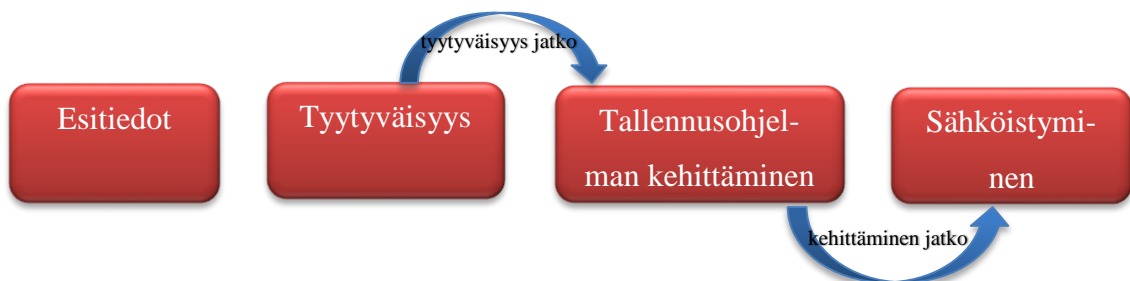 tyytyväisyys jatko
Esitiedot
Tyytyväisyys
Tallennusohjel-
man kehittäminen
Sähköistymi-
nen
kehittäminen jatko